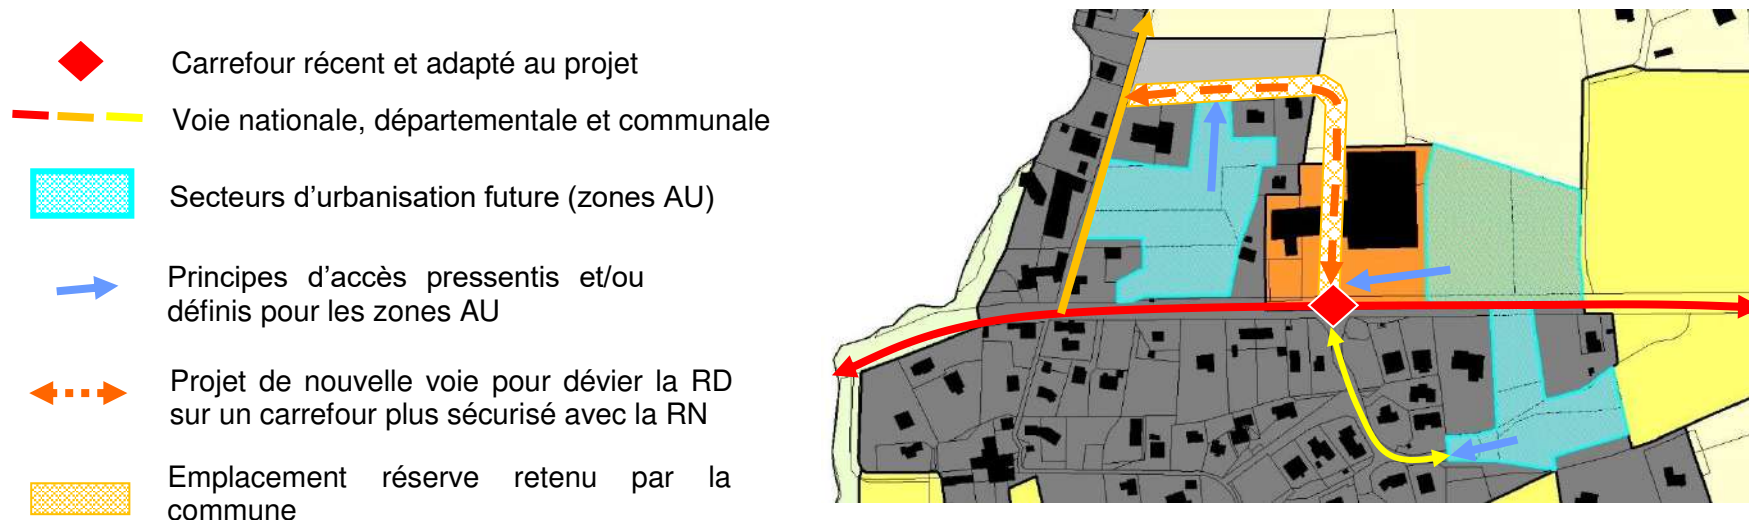 Carrefour récent et adapté au projet
Voie nationale, départementale et communale
Secteurs d'urbanisation future (zones AU)
Principes d'accès pressentis et/ou
définis pour les zones AU
Projet de nouvelle voie pour dévier la RD
sur un carrefour plus sécurisé avec la RN
Emplacement réserve retenu par la
commune